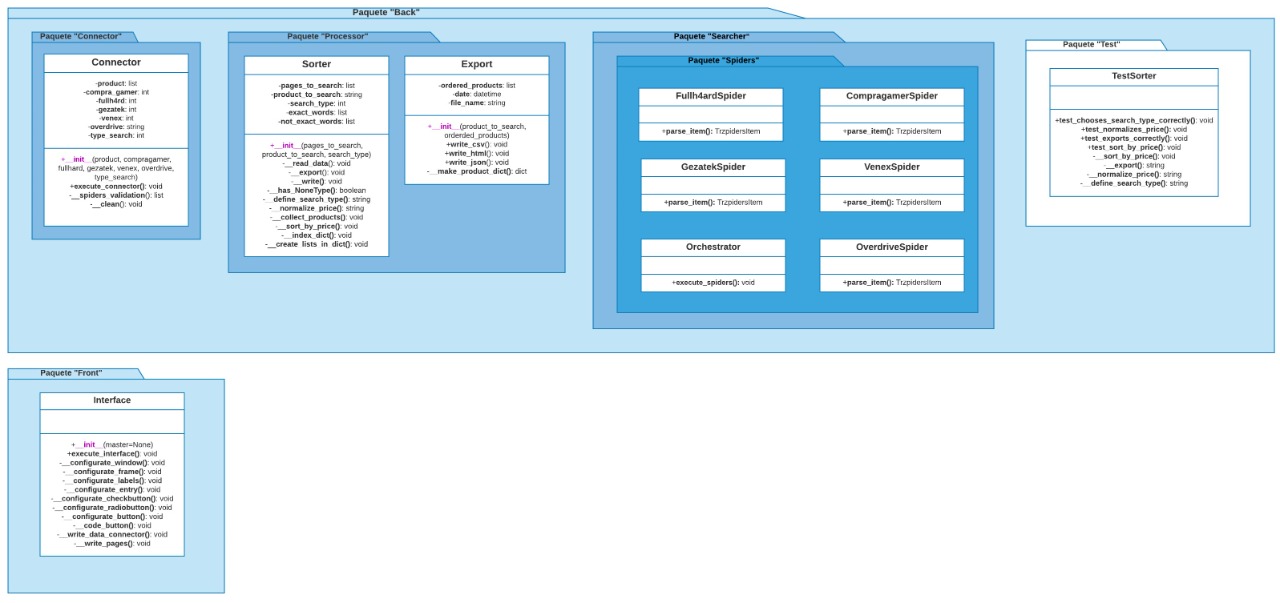 Paquete "Back"
Paquete "Connector"
Connector
-product: list
-compra_gamer: int
-fullh4rd: int
-gezatek: int
-venex: int
-overdrive: string
-type_search: int
+__init__(product, compragamer,
fullhard, gezatek, venex, overdrive,
type_search)
+execute_connector(): void
-__spiders_validation(): list
-__clean(): void
Paquete "Processor"
Sorter
-pages_to_search: list
-product_to_search: string
-search_type: int
-exact_words: list
-not_exact_words: list
+__init__(pages_to_search,
product_to_search, search_type)
-__read_data(): void
-__export(): void
-__write(): void
-__has_NoneType(): boolean
-__define_search_type(): string
-__normalize_price(): string
-__collect_products(): void
-__sort_by_price(): void
-__index_dict(): void
-__create_lists_in_dict(): void
Export
-ordered_products: list
-date: datetime
-file_name: string
+__init__(product_to_search,
orderded_products)
+write_csv(): void
+write_html(): void
+write_json(): void
-__make_product_dict(): dict
Paquete "Searcher"
Paquete "Spiders"
Fullh4ardSpider
+parse_item(): TrzpidersItem
CompragamerSpider
+parse_item(): TrzpidersItem
GezatekSpider
+parse_item(): TrzpidersItem
VenexSpider
+parse_item(): TrzpidersItem
Orchestrator
+execute_spiders(): void
OverdriveSpider
+parse_item(): TrzpidersItem
Paquete "Test"
TestSorter
+test_chooses_search_type_correctly(): void
+test_normalizes_price(): void
+test_exports_correctly(): void
+test_sort_by_price(): void
-__sort_by_price(): void
-__export(): string
-__normalize_price(): string
-__define_search_type(): string
Paquete "Front"
Interface
+__init__(master=None)
+execute_interface(): void
-__configurate_window(): void
-__configurate_frame(): void
-__configurate_labels(): void
-__configurate_entry(): void
-__configurate_checkbutton(): void
-__configurate_radiobutton(): void
-__configurate_button(): void
-__code_button(): void
-__write_data_connector(): void
-__write_pages(): void